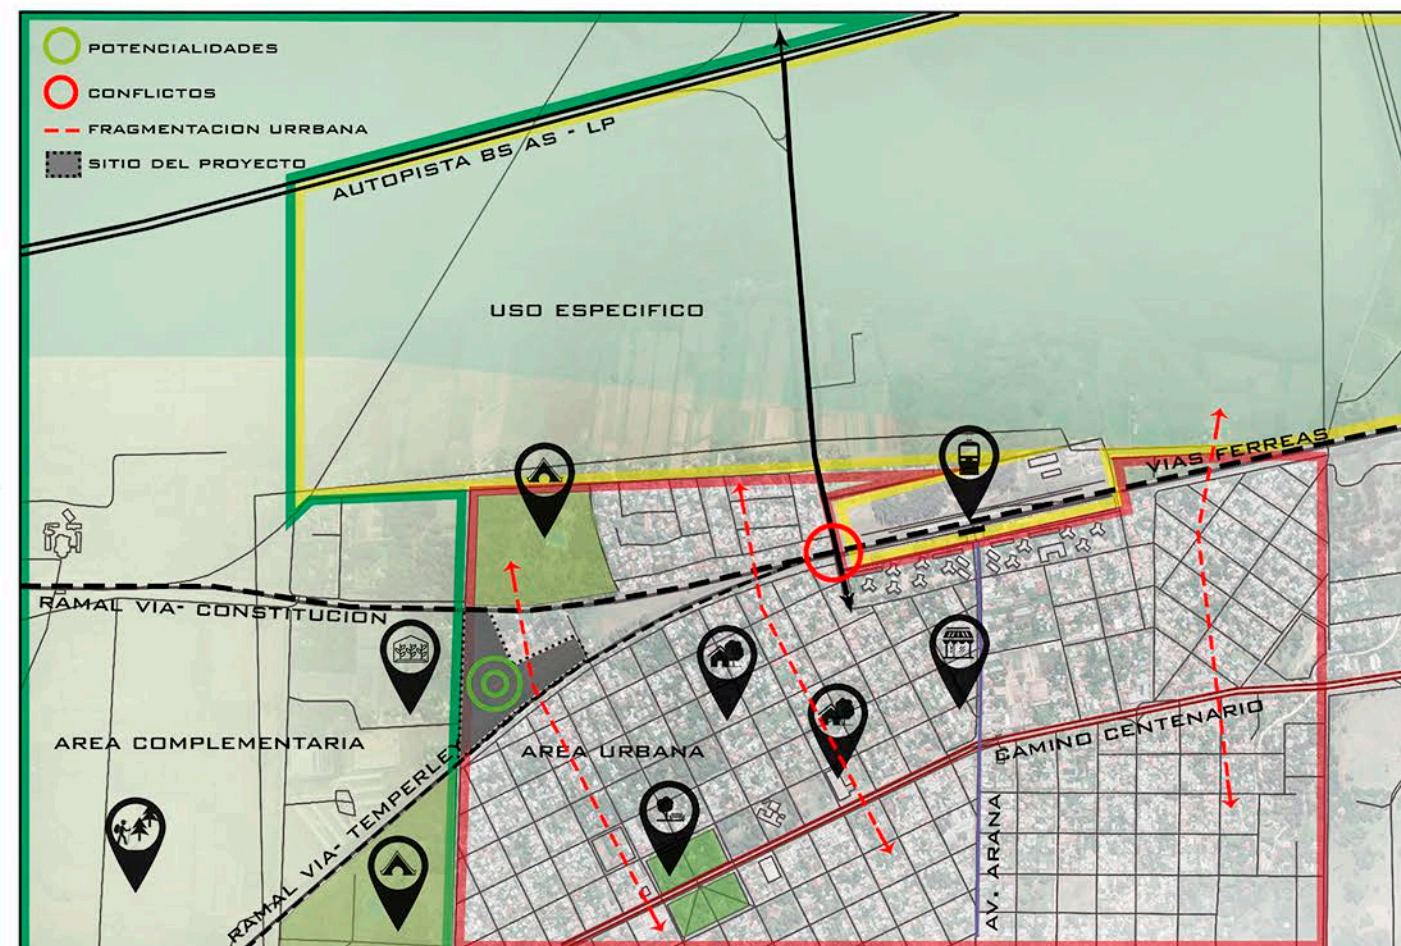 POTENCIALIDADES
CONFLICTOS
FRAGMENTACION URRBANA
SITIO DEL PROYECTO
AUTOPISTA BS AS - LP
USO ESPECIFICO
VIAS FERREAS
RAMAL VIA- CONSTITUCION
AREA COMPLEMENTARIA
AREA URBANA
CAMINO CENTENARIO
RAMAL VIA- TEMPERLEY
AV. ARANA